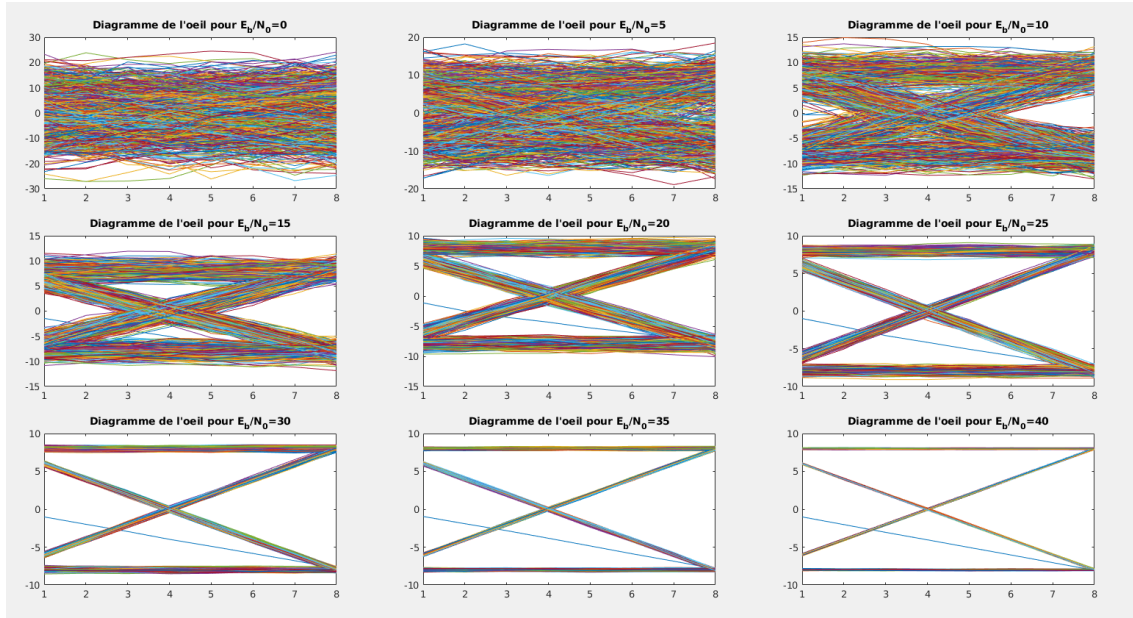 Diagramme de l'oeil pour E_b/N_0=0
30
20
10
0
-10
-20
30
1 2 3 4 5 6 7 8
Diagramme de l'oeil pour E_b/N_0=5
20
10
0
-10
-20
1 2 3 4 5 6 7 8
Diagramme de l'oeil pour E_b/N_0=10
15
10
5
0
-5
-10
-15
1 2 3 4 5 6 7 8
Diagramme de l'oeil pour E_b/N_0=15
15
10
5
0
-5
-10
-15
1 2 3 4 5 6 7 8
Diagramme de l'oeil pour E_b/N_0=20
10
5
0
-5
-10
-15
1 2 3 4 5 6 7 8
Diagramme de l'oeil pour E_b/N_0=25
10
5
0
-5
-10
1 2 3 4 5 6 7 8
Diagramme de l'oeil pour E_b/N_0=30
10
5
0
-5
-10
1 2 3 4 5 6 7 8
Diagramme de l'oeil pour E_b/N_0=35
10
5
0
-5
-10
1 2 3 4 5 6 7 8
Diagramme de l'oeil pour E_b/N_0=40
10
5
0
-5
-10
1 2 3 4 5 6 7 8